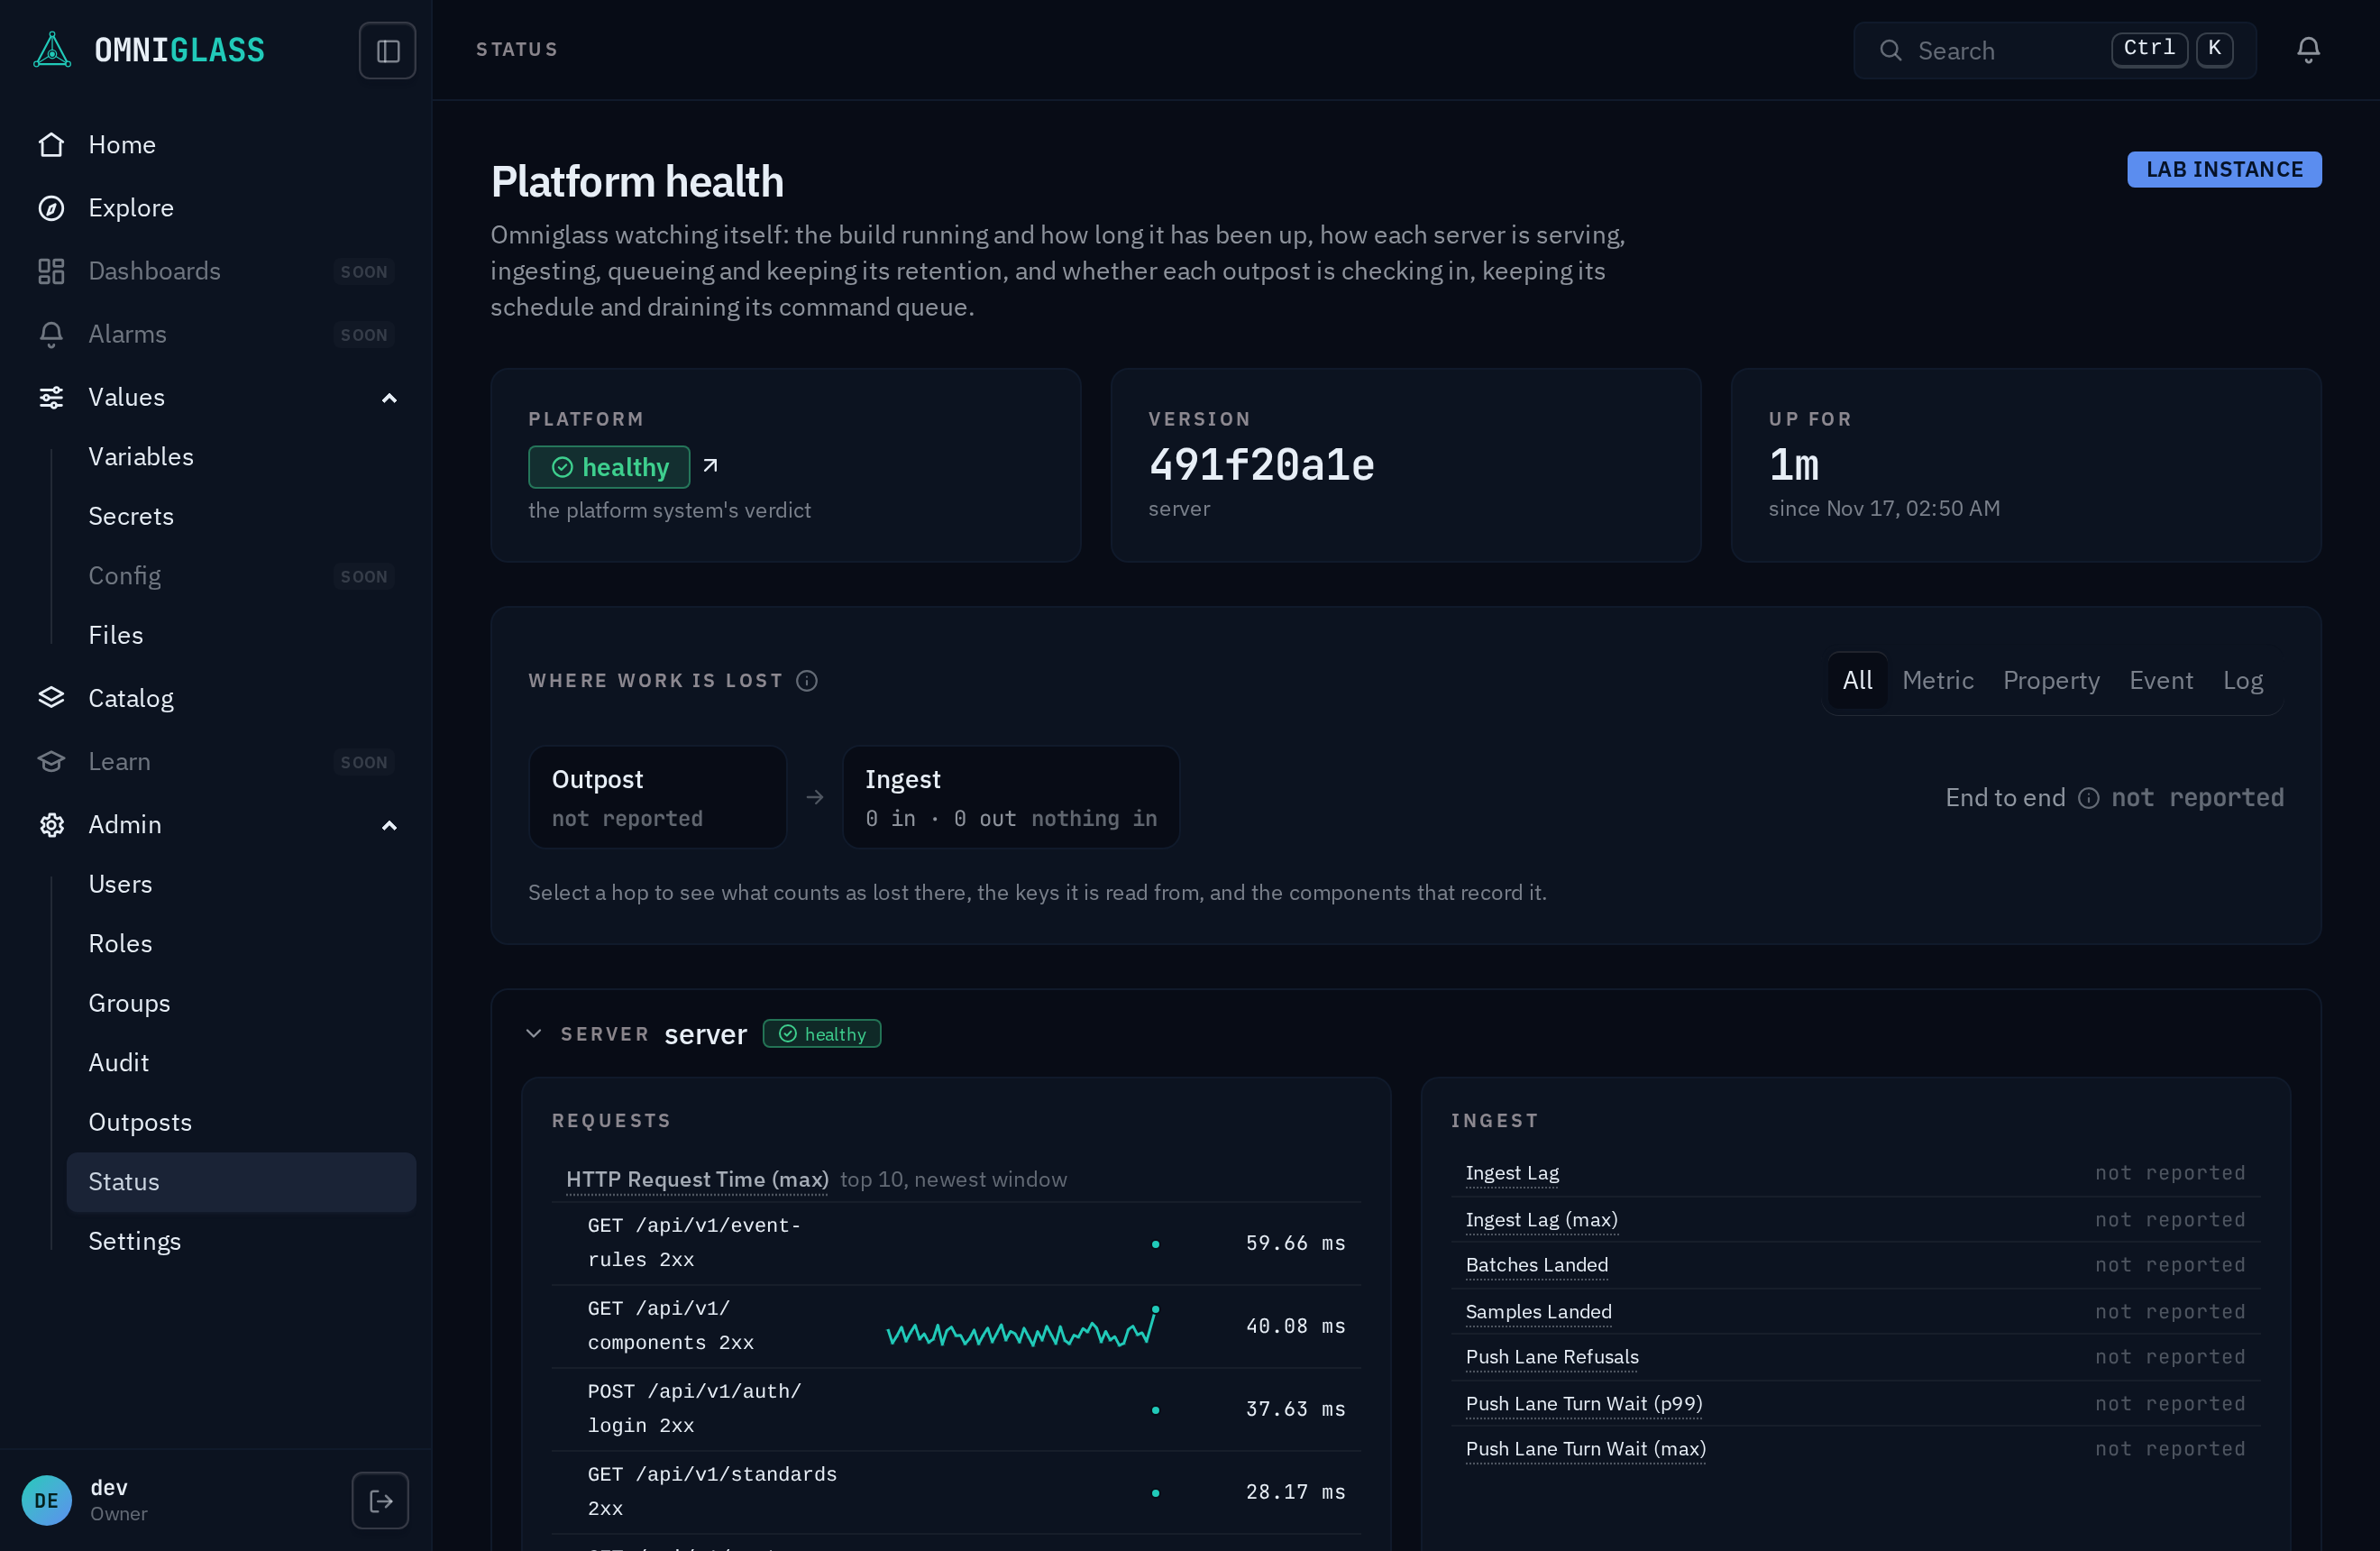 OMNIGLASS
Home
Explore
Dashboards SOON
Alarms SOON
Values
Variables
Secrets
Config SOON
Files
Catalog
Learn SOON
Admin
Users
Roles
Groups
Audit
Outposts
Status
Settings
DE
dev
Owner
STATUS
Search Ctrl K
Platform health
LAB INSTANCE
Omniglass watching itself: the build running and how long it has been up, how each server is serving,
ingesting, queueing and keeping its retention, and whether each outpost is checking in, keeping its
schedule and draining its command queue.
PLATFORM
healthy
the platform system's verdict
VERSION
491f20a1e
server
UP FOR
1m
since Nov 17, 02:50 AM
WHERE WORK IS LOST
All Metric Property Event Log
Outpost
not reported
Ingest
0 in · 0 out nothing in
End to end not reported
Select a hop to see what counts as lost there, the keys it is read from, and the components that record it.
SERVER server healthy
REQUESTS
HTTP Request Time (max) top 10, newest window
GET /api/v1/event-
rules 2xx
59.66 ms
GET /api/v1/
components 2xx
40.08 ms
POST /api/v1/auth/
login 2xx
37.63 ms
GET /api/v1/standards
2xx
28.17 ms
INGEST
Ingest Lag not reported
Ingest Lag (max) not reported
Batches Landed not reported
Samples Landed not reported
Push Lane Refusals not reported
Push Lane Turn Wait (p99) not reported
Push Lane Turn Wait (max) not reported